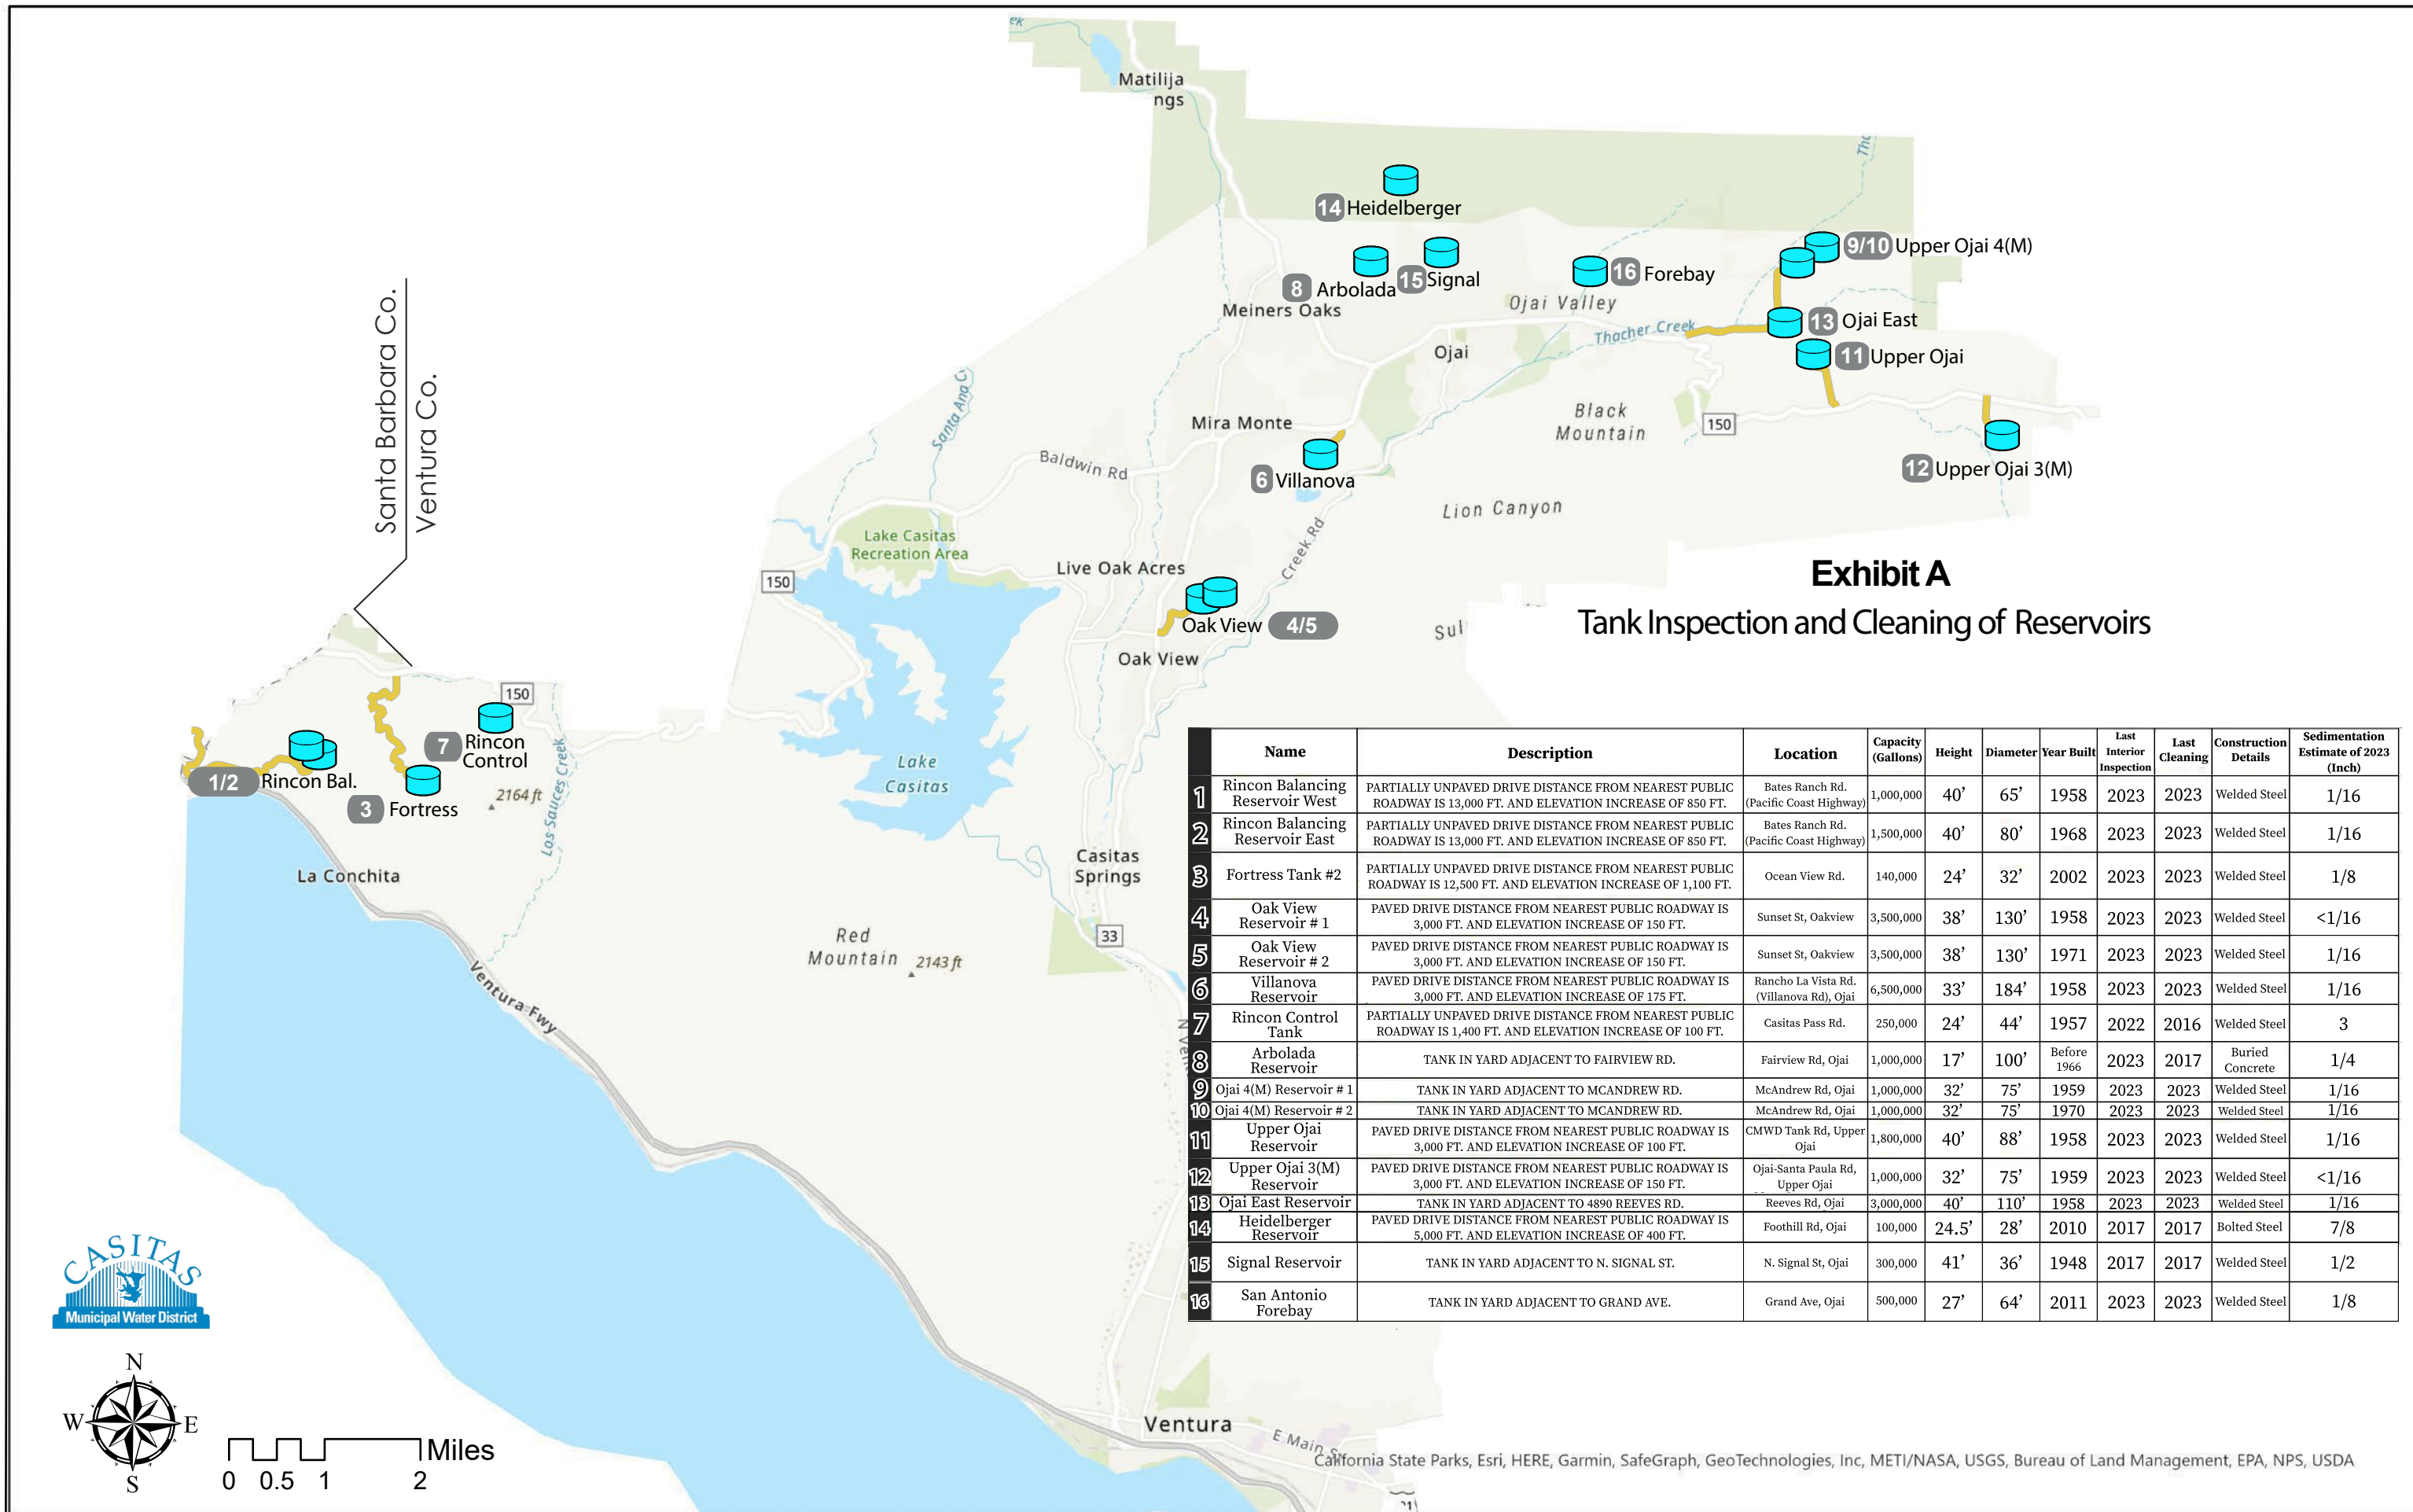 ek
Matilija
ngs
Tha
14 Heidelberger
9/10 Upper Ojai 4(M)
8 Arbolada
15 Signal
16 Forebay
Meiners Oaks
Ojai Valley
13 Ojai East
Thacher Creek
Ojai
11 Upper Ojai
Santa Barbara Co.
Ventura Co.
Santa Ana C
Mira Monte
Black
Mountain
150
Baldwin Rd
6 Villanova
12 Upper Ojai 3(M)
Lion Canyon
Creek Rd
Lake Casitas
Recreation Area
Live Oak Acres
150
Exhibit A
Tank Inspection and Cleaning of Reservoirs
Oak View 4/5
Sul
Oak View
150
7 Rincon
Control
1/2 Rincon Bal.
3 Fortress
2164 ft
Los Sauces Creek
Lake
Casitas
La Conchita
Casitas
Springs
33
Red
Mountain 2143 ft
Ventura Fwy
N Ve
Name Description Location Capacity (Gallons) Height Diameter Year Built Last Interior Inspection Last Cleaning Construction Details Sedimentation Estimate of 2023 (Inch)
1 Rincon Balancing Reservoir West PARTIALLY UNPAVED DRIVE DISTANCE FROM NEAREST PUBLIC ROADWAY IS 13,000 FT. AND ELEVATION INCREASE OF 850 FT. Bates Ranch Rd. (Pacific Coast Highway) 1,000,000 40’ 65’ 1958 2023 2023 Welded Steel 1/16
2 Rincon Balancing Reservoir East PARTIALLY UNPAVED DRIVE DISTANCE FROM NEAREST PUBLIC ROADWAY IS 13,000 FT. AND ELEVATION INCREASE OF 850 FT. Bates Ranch Rd. (Pacific Coast Highway) 1,500,000 40’ 80’ 1968 2023 2023 Welded Steel 1/16
3 Fortress Tank #2 PARTIALLY UNPAVED DRIVE DISTANCE FROM NEAREST PUBLIC ROADWAY IS 12,500 FT. AND ELEVATION INCREASE OF 1,100 FT. Ocean View Rd. 140,000 24’ 32’ 2002 2023 2023 Welded Steel 1/8
4 Oak View Reservoir # 1 PAVED DRIVE DISTANCE FROM NEAREST PUBLIC ROADWAY IS 3,000 FT. AND ELEVATION INCREASE OF 150 FT. Sunset St, Oakview 3,500,000 38’ 130’ 1958 2023 2023 Welded Steel <1/16
5 Oak View Reservoir # 2 PAVED DRIVE DISTANCE FROM NEAREST PUBLIC ROADWAY IS 3,000 FT. AND ELEVATION INCREASE OF 150 FT. Sunset St, Oakview 3,500,000 38’ 130’ 1971 2023 2023 Welded Steel 1/16
6 Villanova Reservoir PAVED DRIVE DISTANCE FROM NEAREST PUBLIC ROADWAY IS 3,000 FT. AND ELEVATION INCREASE OF 175 FT. Rancho La Vista Rd. (Villanova Rd), Ojai 6,500,000 33’ 184’ 1958 2023 2023 Welded Steel 1/16
7 Rincon Control Tank PARTIALLY UNPAVED DRIVE DISTANCE FROM NEAREST PUBLIC ROADWAY IS 1,400 FT. AND ELEVATION INCREASE OF 100 FT. Casitas Pass Rd. 250,000 24’ 44’ 1957 2022 2016 Welded Steel 3
8 Arbolada Reservoir TANK IN YARD ADJACENT TO FAIRVIEW RD. Fairview Rd, Ojai 1,000,000 17’ 100’ Before 1966 2023 2017 Buried Concrete 1/4
9 Ojai 4(M) Reservoir # 1 TANK IN YARD ADJACENT TO MCANDREW RD. McAndrew Rd, Ojai 1,000,000 32’ 75’ 1959 2023 2023 Welded Steel 1/16
10 Ojai 4(M) Reservoir # 2 TANK IN YARD ADJACENT TO MCANDREW RD. McAndrew Rd, Ojai 1,000,000 32’ 75’ 1970 2023 2023 Welded Steel 1/16
11 Upper Ojai Reservoir PAVED DRIVE DISTANCE FROM NEAREST PUBLIC ROADWAY IS 3,000 FT. AND ELEVATION INCREASE OF 100 FT. CMWD Tank Rd, Upper Ojai 1,800,000 40’ 88’ 1958 2023 2023 Welded Steel 1/16
12 Upper Ojai 3(M) Reservoir PAVED DRIVE DISTANCE FROM NEAREST PUBLIC ROADWAY IS 3,000 FT. AND ELEVATION INCREASE OF 150 FT. Ojai-Santa Paula Rd, Upper Ojai 1,000,000 32’ 75’ 1959 2023 2023 Welded Steel <1/16
13 Ojai East Reservoir TANK IN YARD ADJACENT TO 4890 REEVES RD. Reeves Rd, Ojai 3,000,000 40’ 110’ 1958 2023 2023 Welded Steel 1/16
14 Heidelberger Reservoir PAVED DRIVE DISTANCE FROM NEAREST PUBLIC ROADWAY IS 5,000 FT. AND ELEVATION INCREASE OF 400 FT. Foothill Rd, Ojai 100,000 24.5’ 28’ 2010 2017 2017 Bolted Steel 7/8
15 Signal Reservoir TANK IN YARD ADJACENT TO N. SIGNAL ST. N. Signal St, Ojai 300,000 41’ 36’ 1948 2017 2017 Welded Steel 1/2
16 San Antonio Forebay TANK IN YARD ADJACENT TO GRAND AVE. Grand Ave, Ojai 500,000 27’ 64’ 2011 2023 2023 Welded Steel 1/8
CASITAS
Municipal Water District
N
W E
S
Miles
0 0.5 1 2
Ventura
E Main St
California State Parks, Esri, HERE, Garmin, SafeGraph, GeoTechnologies, Inc, METI/NASA, USGS, Bureau of Land Management, EPA, NPS, USDA